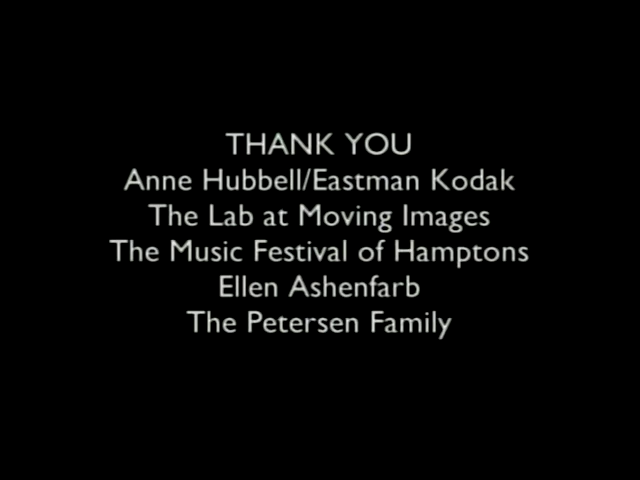 THANK YOU
Anne Hubbell/Eastman Kodak
The Lab at Moving Images
The Music Festival of Hamptons
Ellen Ashenfarb
The Petersen Family